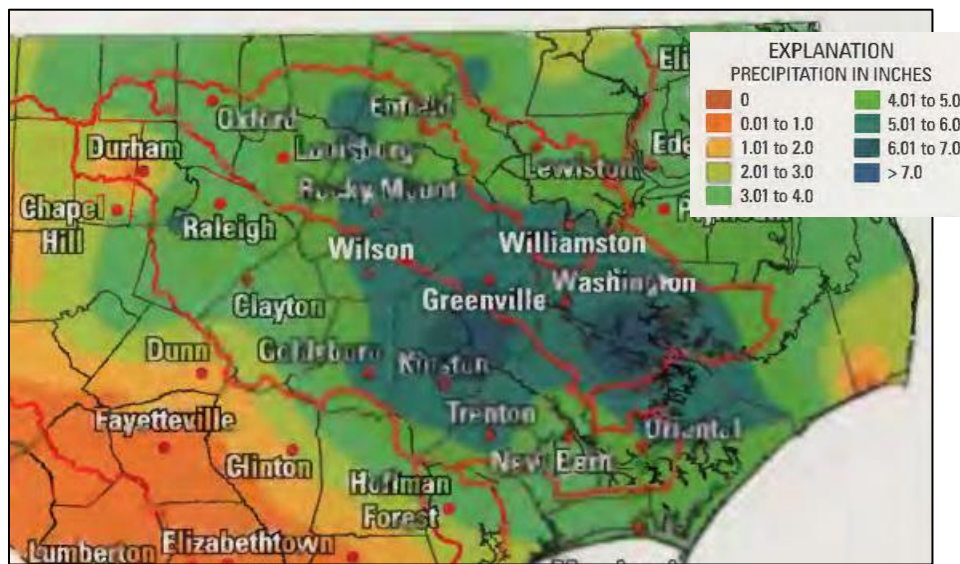 EXPLANATION
PRECIPITATION IN INCHES
0
0.01 to 1.0
1.01 to 2.0
2.01 to 3.0
3.01 to 4.0
4.01 to 5.0
5.01 to 6.0
6.01 to 7.0
> 7.0
Oxford
Enfield
Durham
Louisburg
Lewiston
Rocky Mount
Chapel
Hill
Raleigh
Wilson
Williamston
Washington
Clayton
Greenville
Dunn
Goldsboro
Kinston
Trenton
Oriental
Fayetteville
Clinton
New Bern
Hoffman
Forest
Lumberton
Elizabethtown